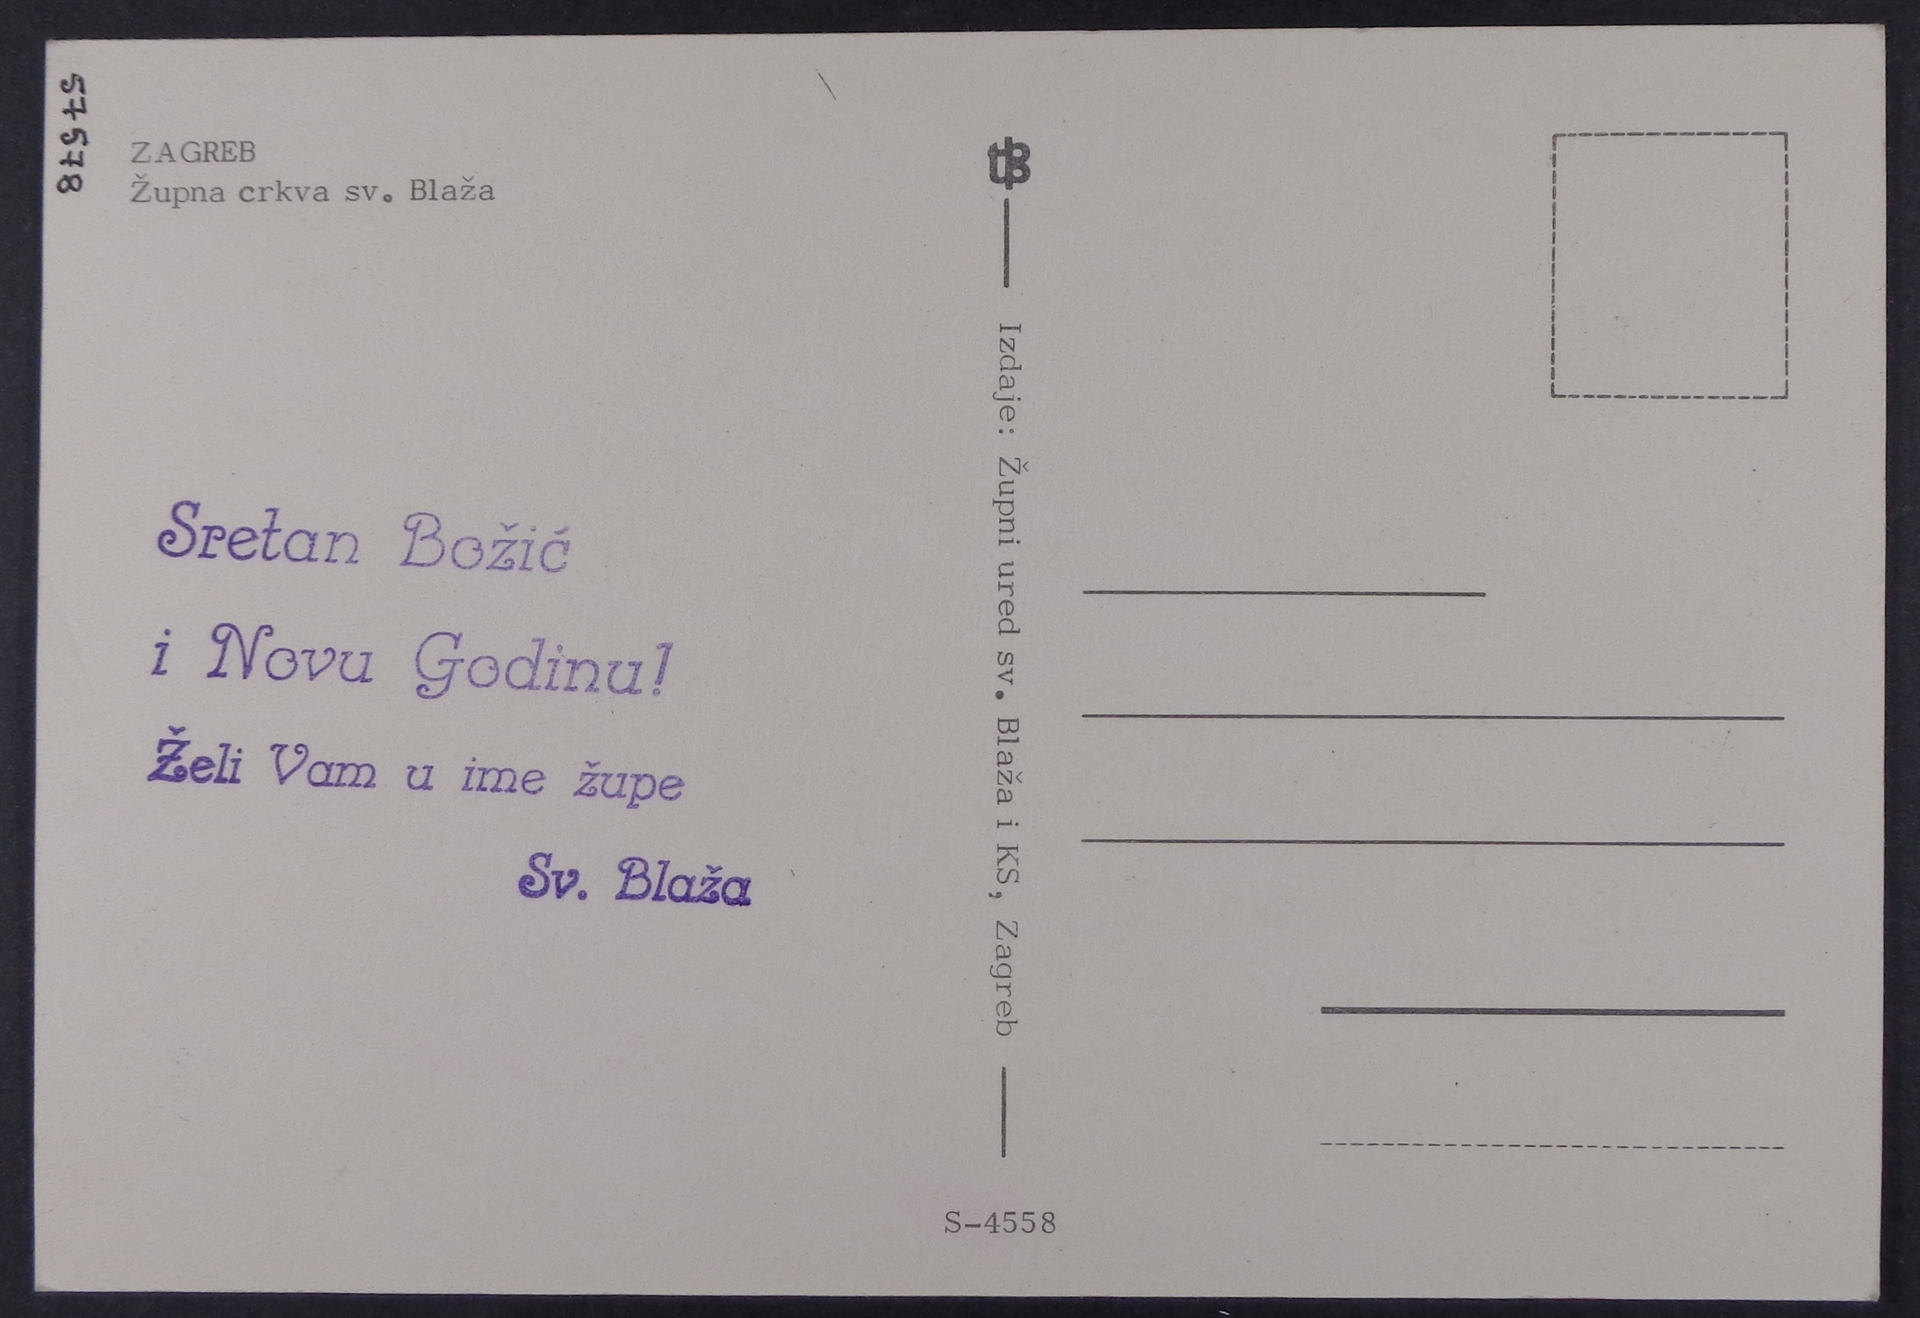 57578
ZAGREB
Župna crkva sv. Blaža
Sretan Božić
i Novu Godinu!
Želi Vam u ime župe
Sv. Blaža
Izdaje: Župni ured sv. Blaža i KS, Zagreb
S-4558